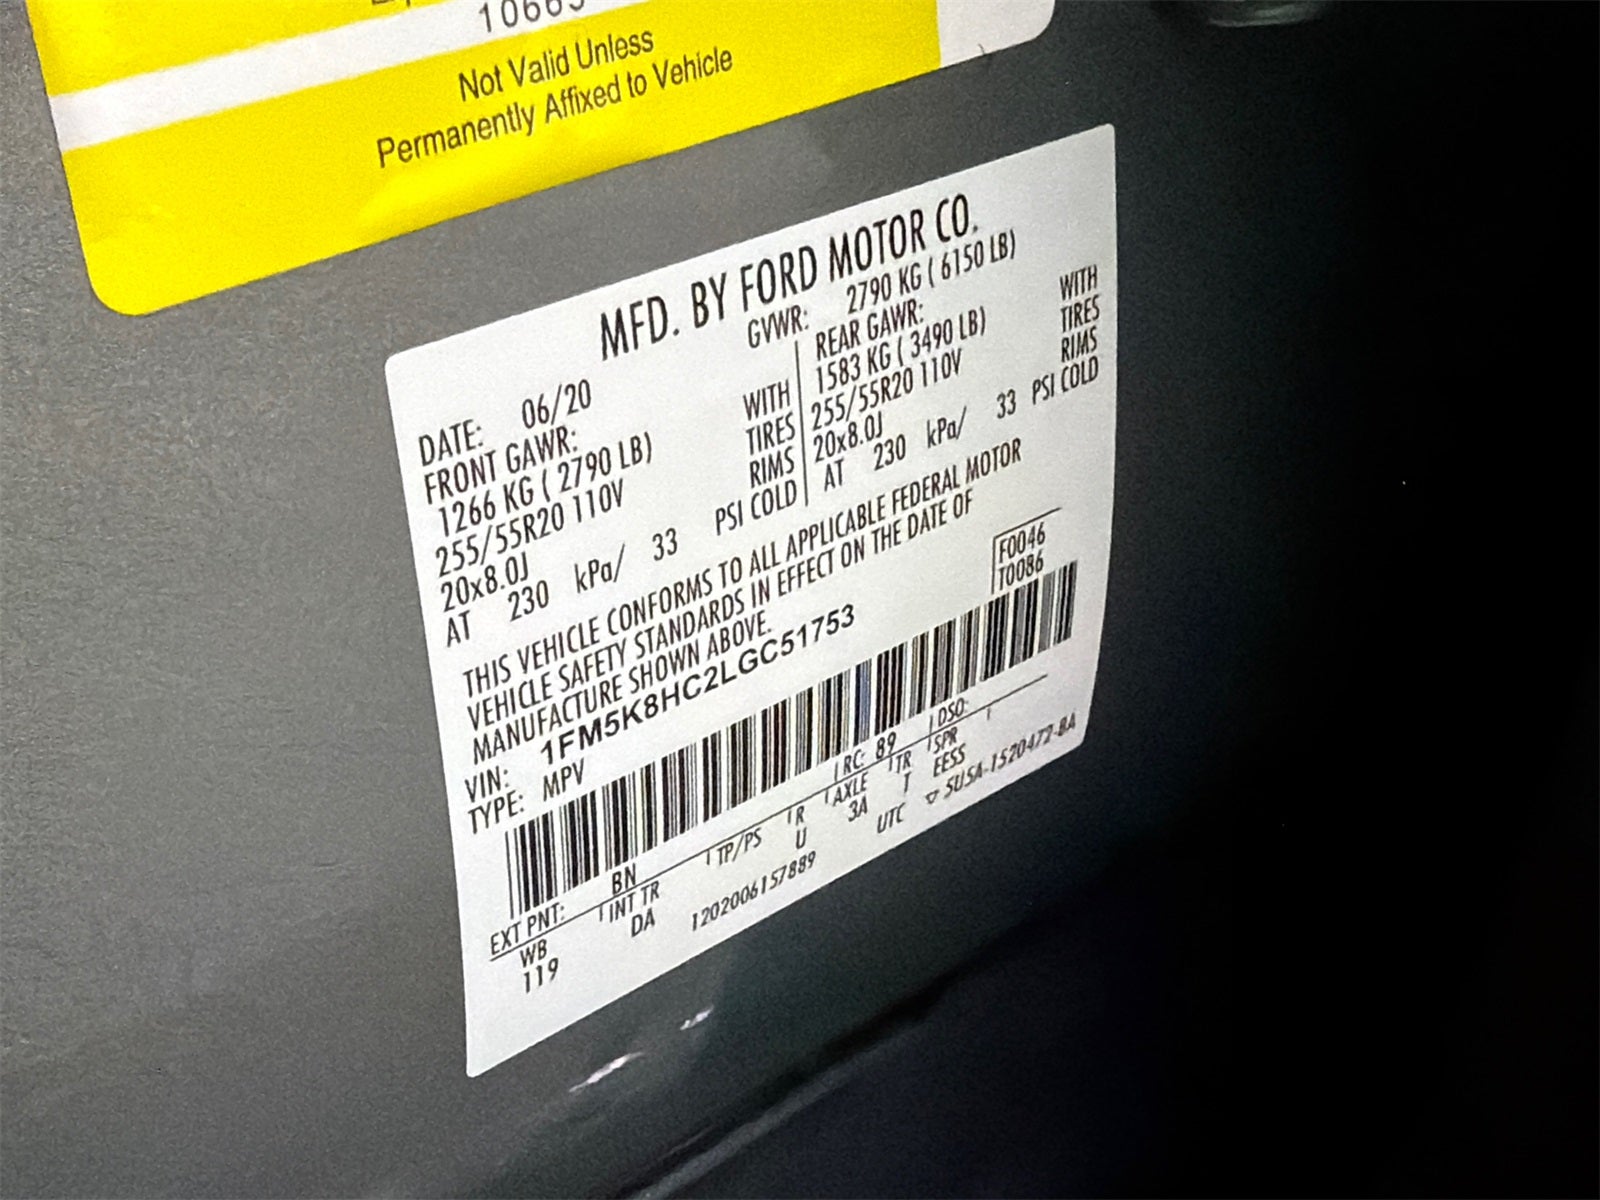 Not Valid Unless
Permanently Affixed to Vehicle
MFD. BY FORD MOTOR CO.
DATE: 06/20 GVWR: 2790 KG ( 6150 LB)
FRONT GAWR: REAR GAWR:
1266 KG ( 2790 LB) WITH 1583 KG ( 3490 LB) WITH
255/55R20 110V TIRES 255/55R20 110V TIRES
20x8.0J RIMS 20x8.0J RIMS
AT 230 kPa/ 33 PSI COLD AT 230 kPa/ 33 PSI COLD
THIS VEHICLE CONFORMS TO ALL APPLICABLE FEDERAL MOTOR
VEHICLE SAFETY STANDARDS IN EFFECT ON THE DATE OF
MANUFACTURE SHOWN ABOVE.
F0046
T0086
VIN: 1FM5K8HC2LGC51753
TYPE: MPV
EXT PNT: BN RC: 89 DSO:
WB INT TR TP/PS R AXLE TR SPR
119 DA U 3A T EESS
1202006157889 UTC ▽ 5U5A-1520472-BA